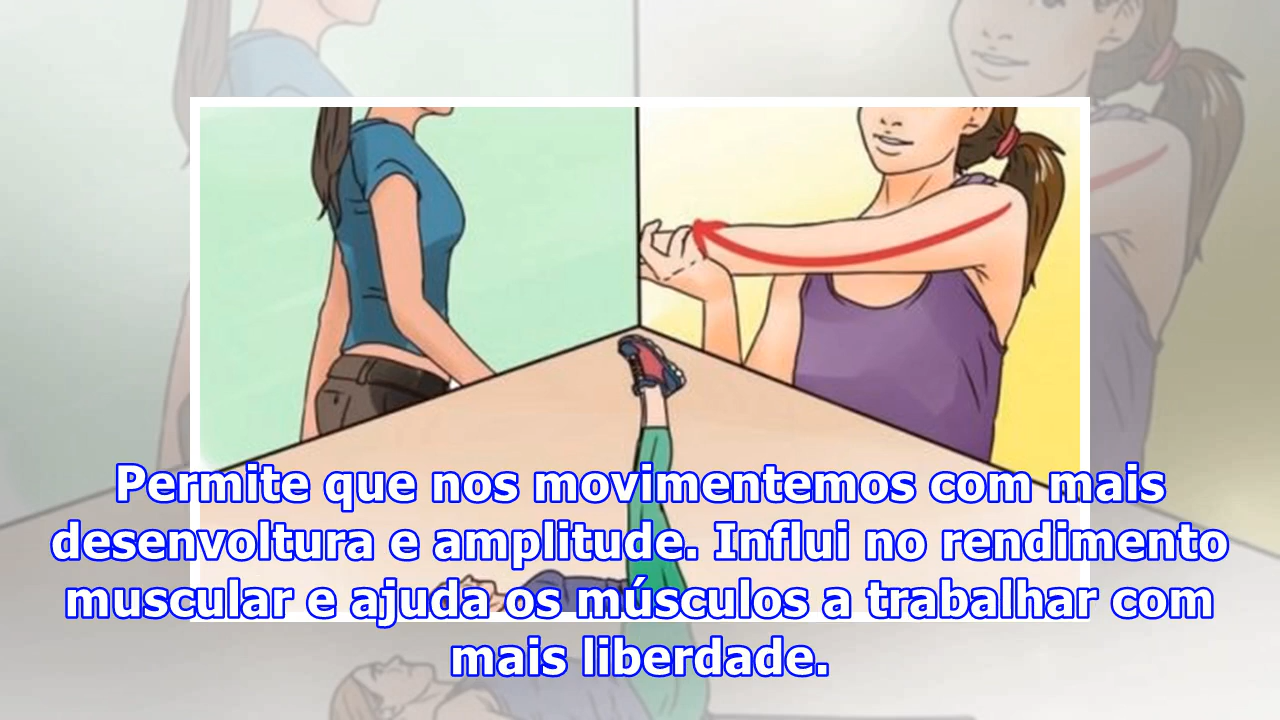 Permite que nos movimentemos com mais
desenvoltura e amplitude. Influi no rendimento
muscular e ajuda os músculos a trabalhar com
mais liberdade.